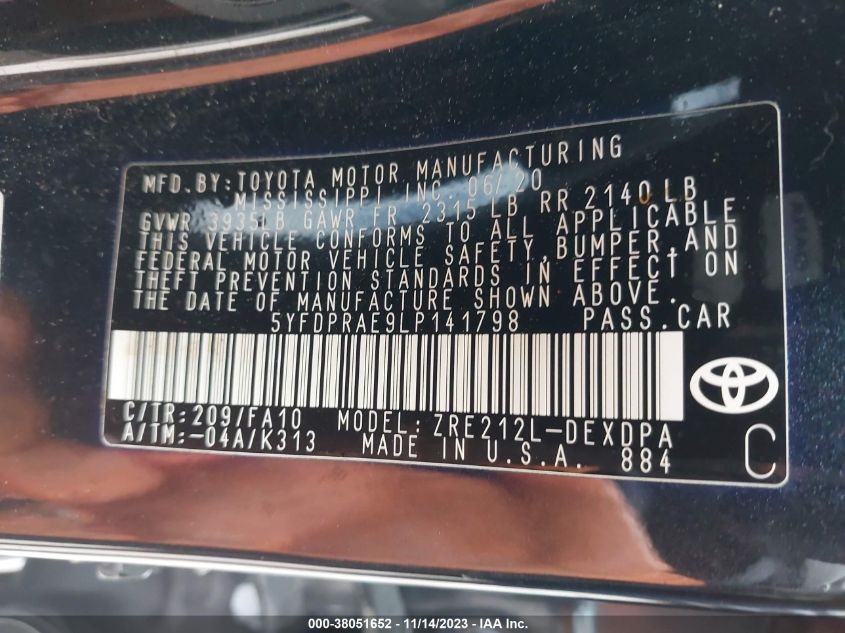 MFD. BY: TOYOTA MOTOR MANUFACTURING
MISSISSIPPI INC. 06/20
GVWR 3935LB GAWR FR 2315 LB RR 2140 LB
THIS VEHICLE CONFORMS TO ALL APPLICABLE
FEDERAL MOTOR VEHICLE SAFETY, BUMPER, AND
THEFT PREVENTION STANDARDS IN EFFECT ON
THE DATE OF MANUFACTURE SHOWN ABOVE.
5YFDPRAE9LP141798 PASS.CAR
C/TR: 209/FA10 MODEL: ZRE212L-DEXDPA
A/TM: -04A/K313 MADE IN U.S.A. 884
C
000-38051652 - 11/14/2023 - IAA Inc.